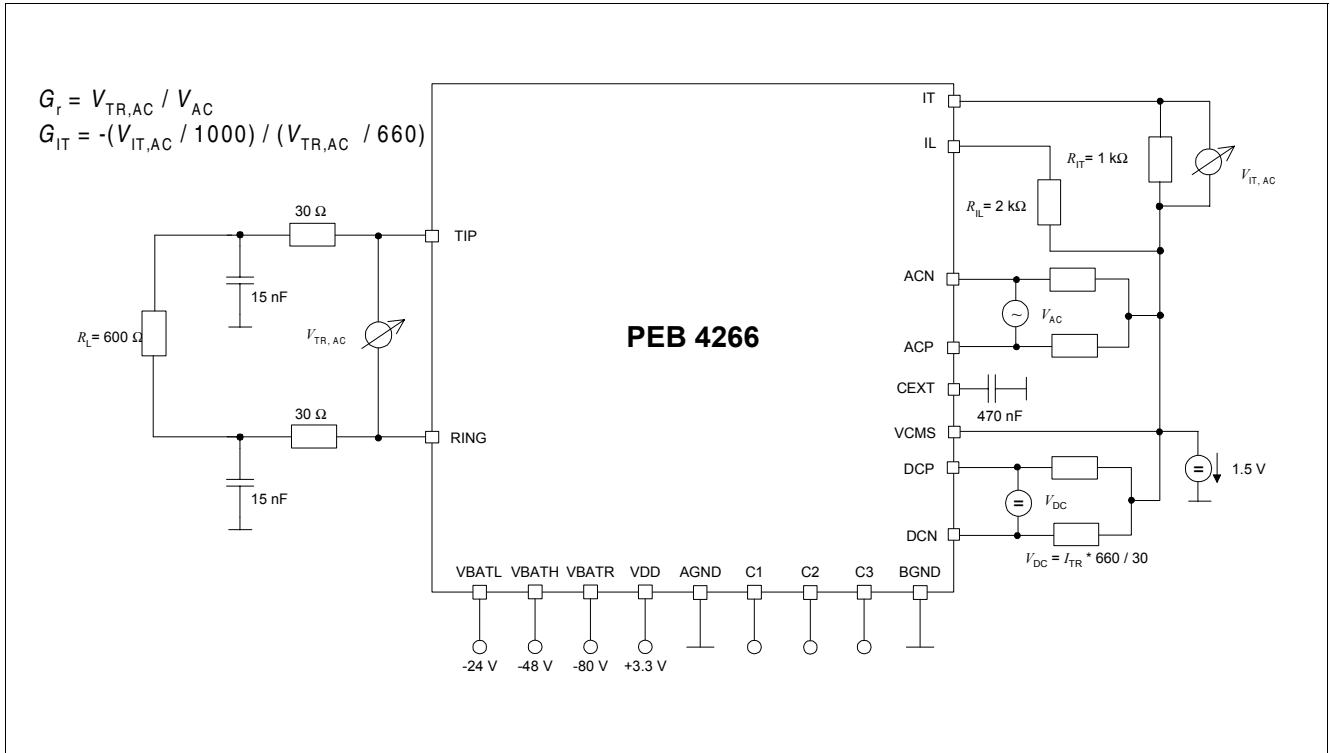 G_r = V_TR,AC / V_AC
G_IT = -(V_IT,AC / 1000) / (V_TR,AC / 660)
IT
IL
R_IT = 1 kΩ
V_IT, AC
R_IL = 2 kΩ
30 Ω
TIP
15 nF
R_L = 600 Ω
V_TR, AC
PEB 4266
ACN
V_AC
ACP
CEXT
470 nF
30 Ω
RING
15 nF
VCMS
1.5 V
DCP
V_DC
DCN
V_DC = I_TR * 660 / 30
VBATL VBATH VBATR VDD AGND C1 C2 C3 BGND
-24 V -48 V -80 V +3.3 V